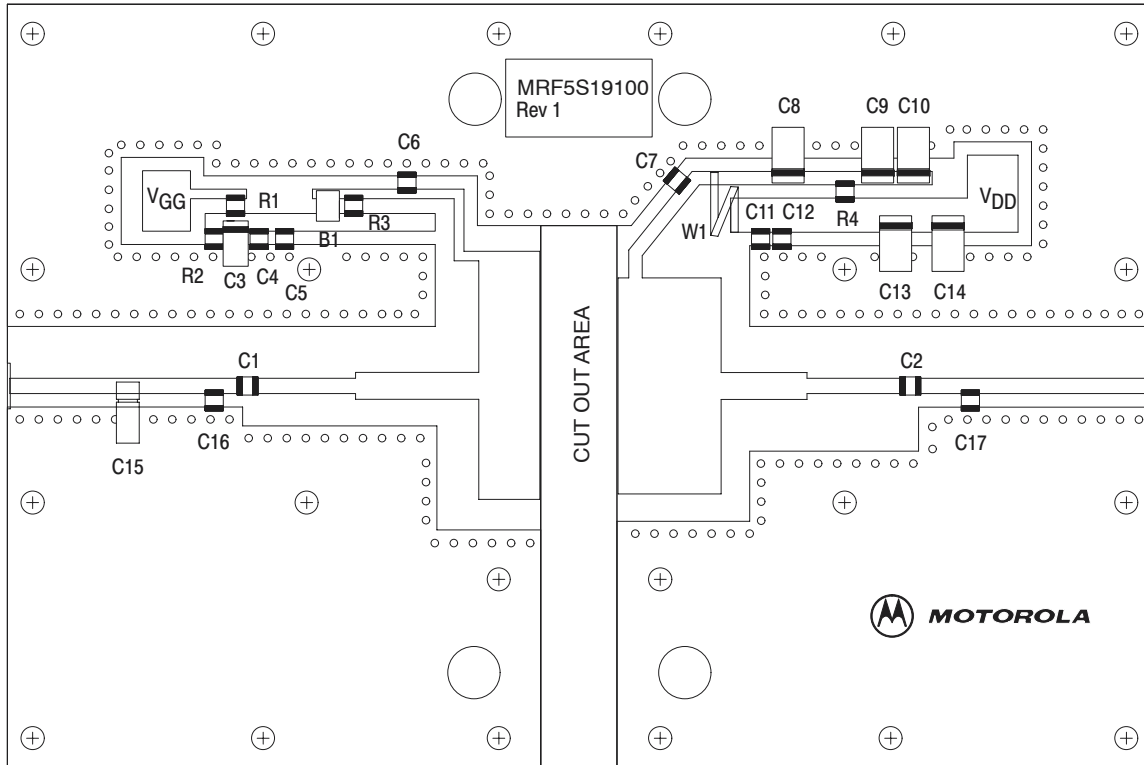 MRF5S19100
Rev 1
C8
C9
C10
C6
C7
VGG
R1
R3
B1
R2
C3
C4
C5
C11
C12
R4
VDD
W1
C13
C14
CUT OUT AREA
C1
C2
C16
C15
C17
MOTOROLA